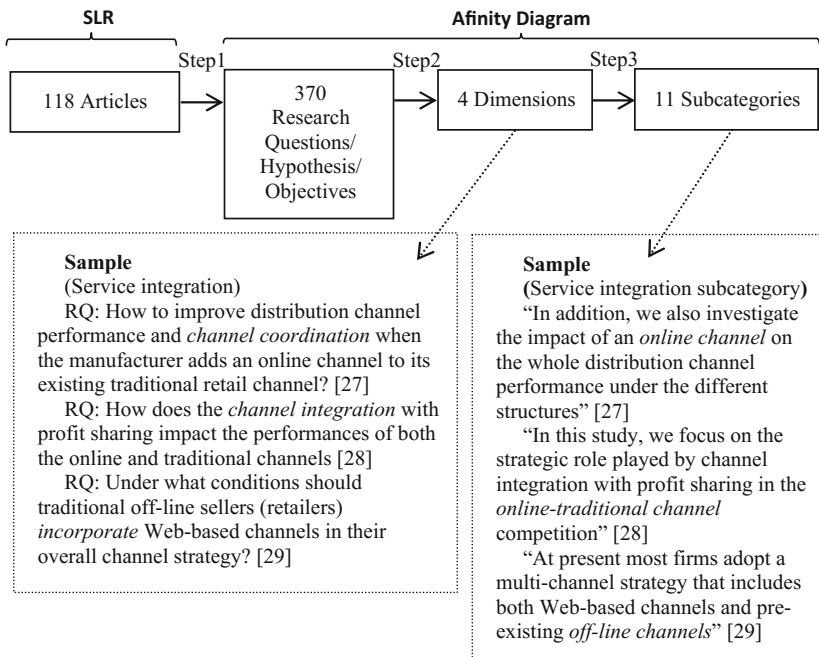 SLR
Afinity Diagram
Step1
Step2
Step3
118 Articles
370
Research
Questions/
Hypothesis/
Objectives
4 Dimensions
11 Subcategories
Sample
(Service integration)
RQ: How to improve distribution channel
performance and channel coordination when
the manufacturer adds an online channel to its
existing traditional retail channel? [27]
RQ: How does the channel integration with
profit sharing impact the performances of both
the online and traditional channels [28]
RQ: Under what conditions should
traditional off-line sellers (retailers)
incorporate Web-based channels in their
overall channel strategy? [29]
Sample
(Service integration subcategory)
“In addition, we also investigate
the impact of an online channel on
the whole distribution channel
performance under the different
structures” [27]
“In this study, we focus on the
strategic role played by channel
integration with profit sharing in the
online-traditional channel
competition” [28]
“At present most firms adopt a
multi-channel strategy that includes
both Web-based channels and pre-
existing off-line channels” [29]